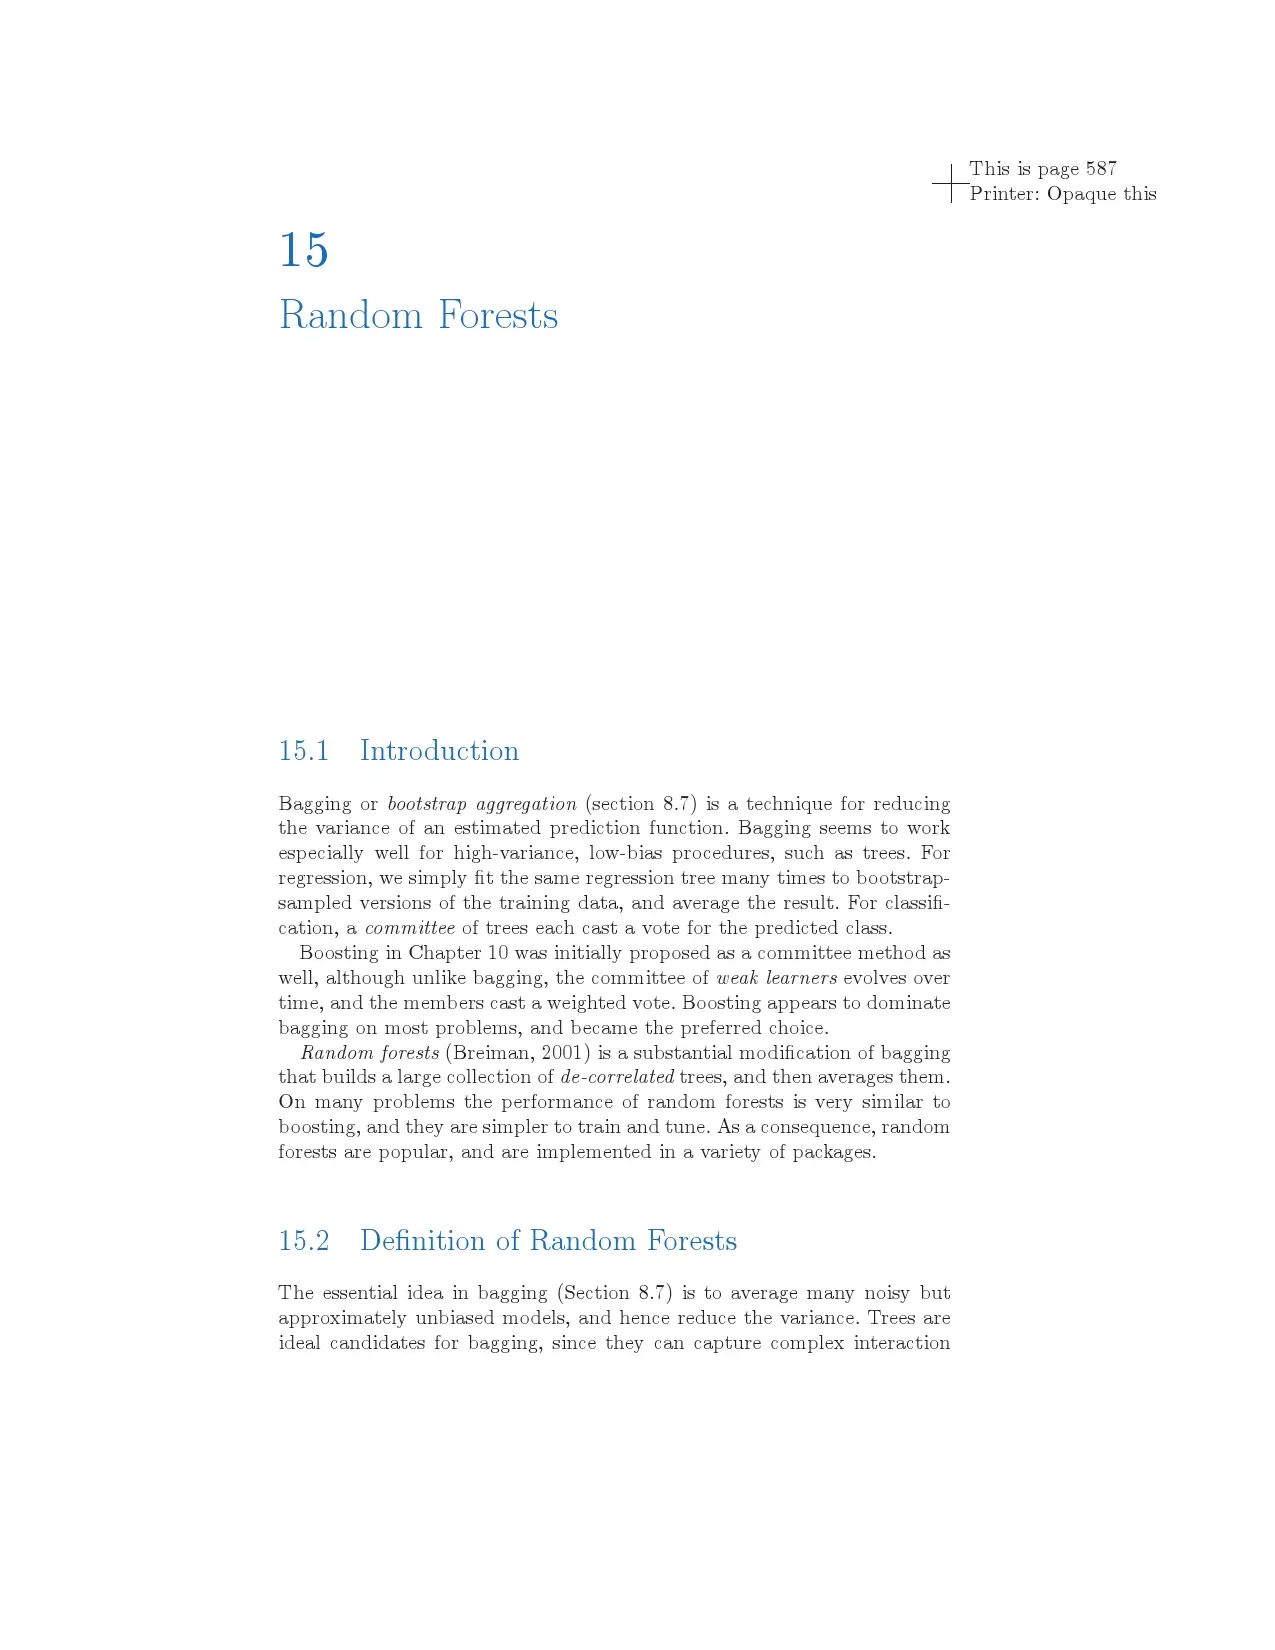 This is page 587
Printer: Opaque this
15
Random Forests
15.1 Introduction
Bagging or bootstrap aggregation (section 8.7) is a technique for reducing
the variance of an estimated prediction function. Bagging seems to work
especially well for high-variance, low-bias procedures, such as trees. For
regression, we simply fit the same regression tree many times to bootstrap-
sampled versions of the training data, and average the result. For classifi-
cation, a committee of trees each cast a vote for the predicted class.
Boosting in Chapter 10 was initially proposed as a committee method as
well, although unlike bagging, the committee of weak learners evolves over
time, and the members cast a weighted vote. Boosting appears to dominate
bagging on most problems, and became the preferred choice.
Random forests (Breiman, 2001) is a substantial modification of bagging
that builds a large collection of de-correlated trees, and then averages them.
On many problems the performance of random forests is very similar to
boosting, and they are simpler to train and tune. As a consequence, random
forests are popular, and are implemented in a variety of packages.
15.2 Definition of Random Forests
The essential idea in bagging (Section 8.7) is to average many noisy but
approximately unbiased models, and hence reduce the variance. Trees are
ideal candidates for bagging, since they can capture complex interaction